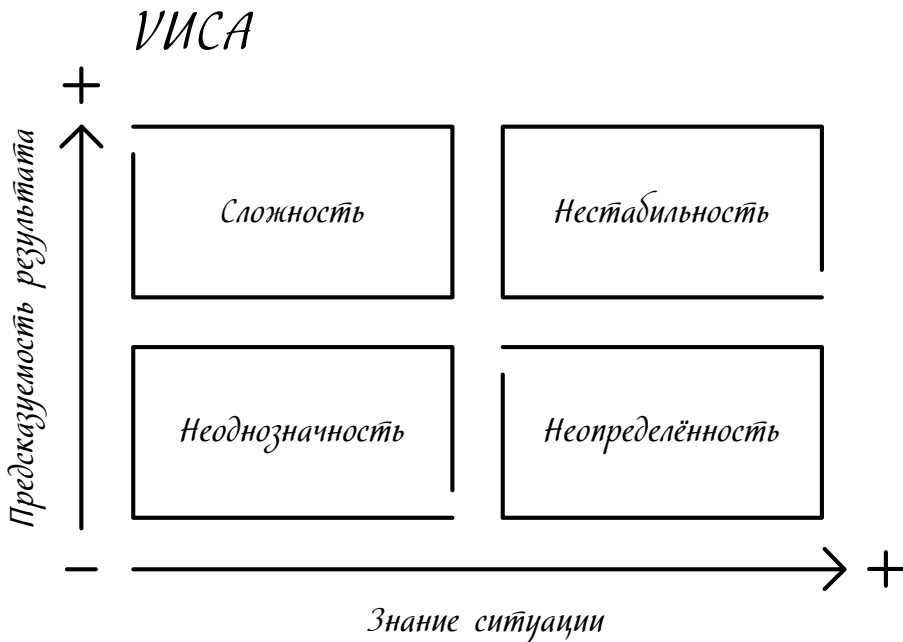 VUCA
+
Предсказуемость результата
Сложность
Нестабильность
Неоднозначность
Неопределённость
−
+
Знание ситуации